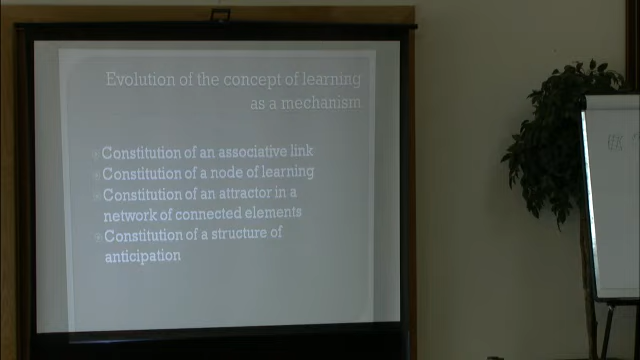 Evolution of the concept of learning
as a mechanism
Constitution of an associative link
Constitution of a node of learning
Constitution of an attractor in a
network of connected elements
Constitution of a structure of
anticipation